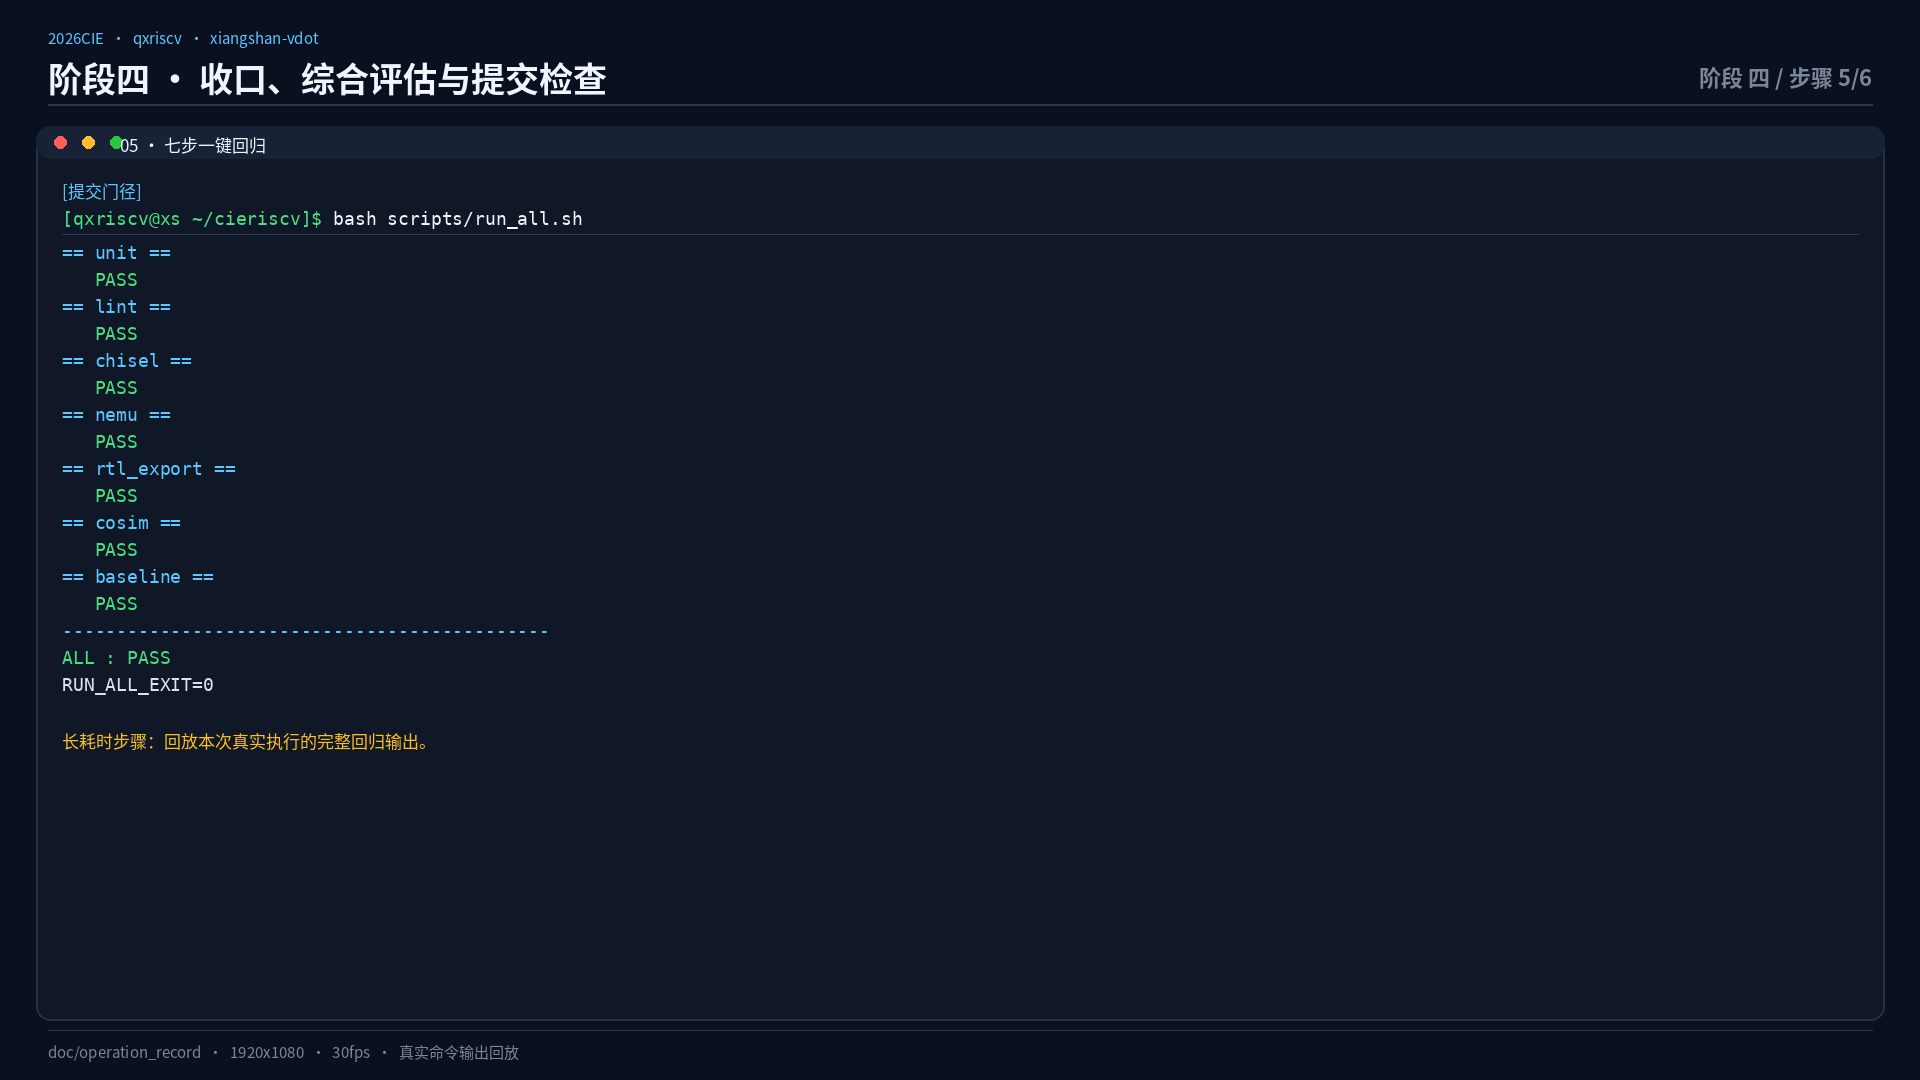 2026CIE • qxriscv • xiangshan-vdot
阶段四 • 收口、综合评估与提交检查
阶段 四 / 步骤 5/6
05 • 七步一键回归
[提交门径]
[qxriscv@xs ~/cieriscv]$ bash scripts/run_all.sh
== unit ==
PASS
== lint ==
PASS
== chisel ==
PASS
== nemu ==
PASS
== rtl_export ==
PASS
== cosim ==
PASS
== baseline ==
PASS
---------------------------------------------
ALL : PASS
RUN_ALL_EXIT=0
长耗时步骤：回放本次真实执行的完整回归输出。
doc/operation_record • 1920x1080 • 30fps • 真实命令输出回放